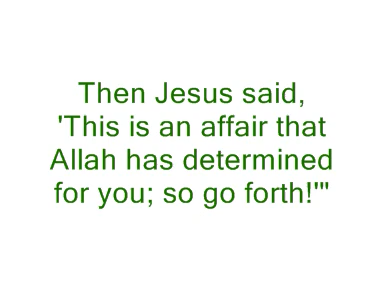 Then Jesus said,
'This is an affair that
Allah has determined
for you; so go forth!'"